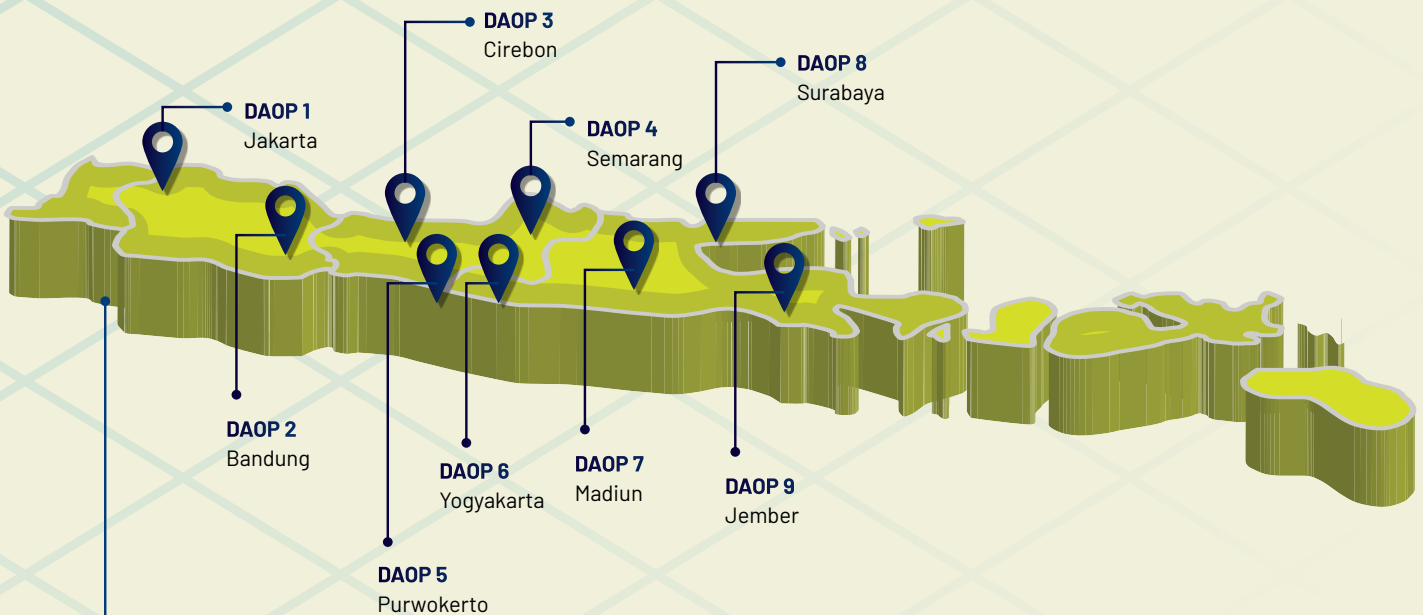 DAOP 3
Cirebon
DAOP 8
Surabaya
DAOP 1
Jakarta
DAOP 4
Semarang
DAOP 2
Bandung
DAOP 6
Yogyakarta
DAOP 7
Madiun
DAOP 9
Jember
DAOP 5
Purwokerto